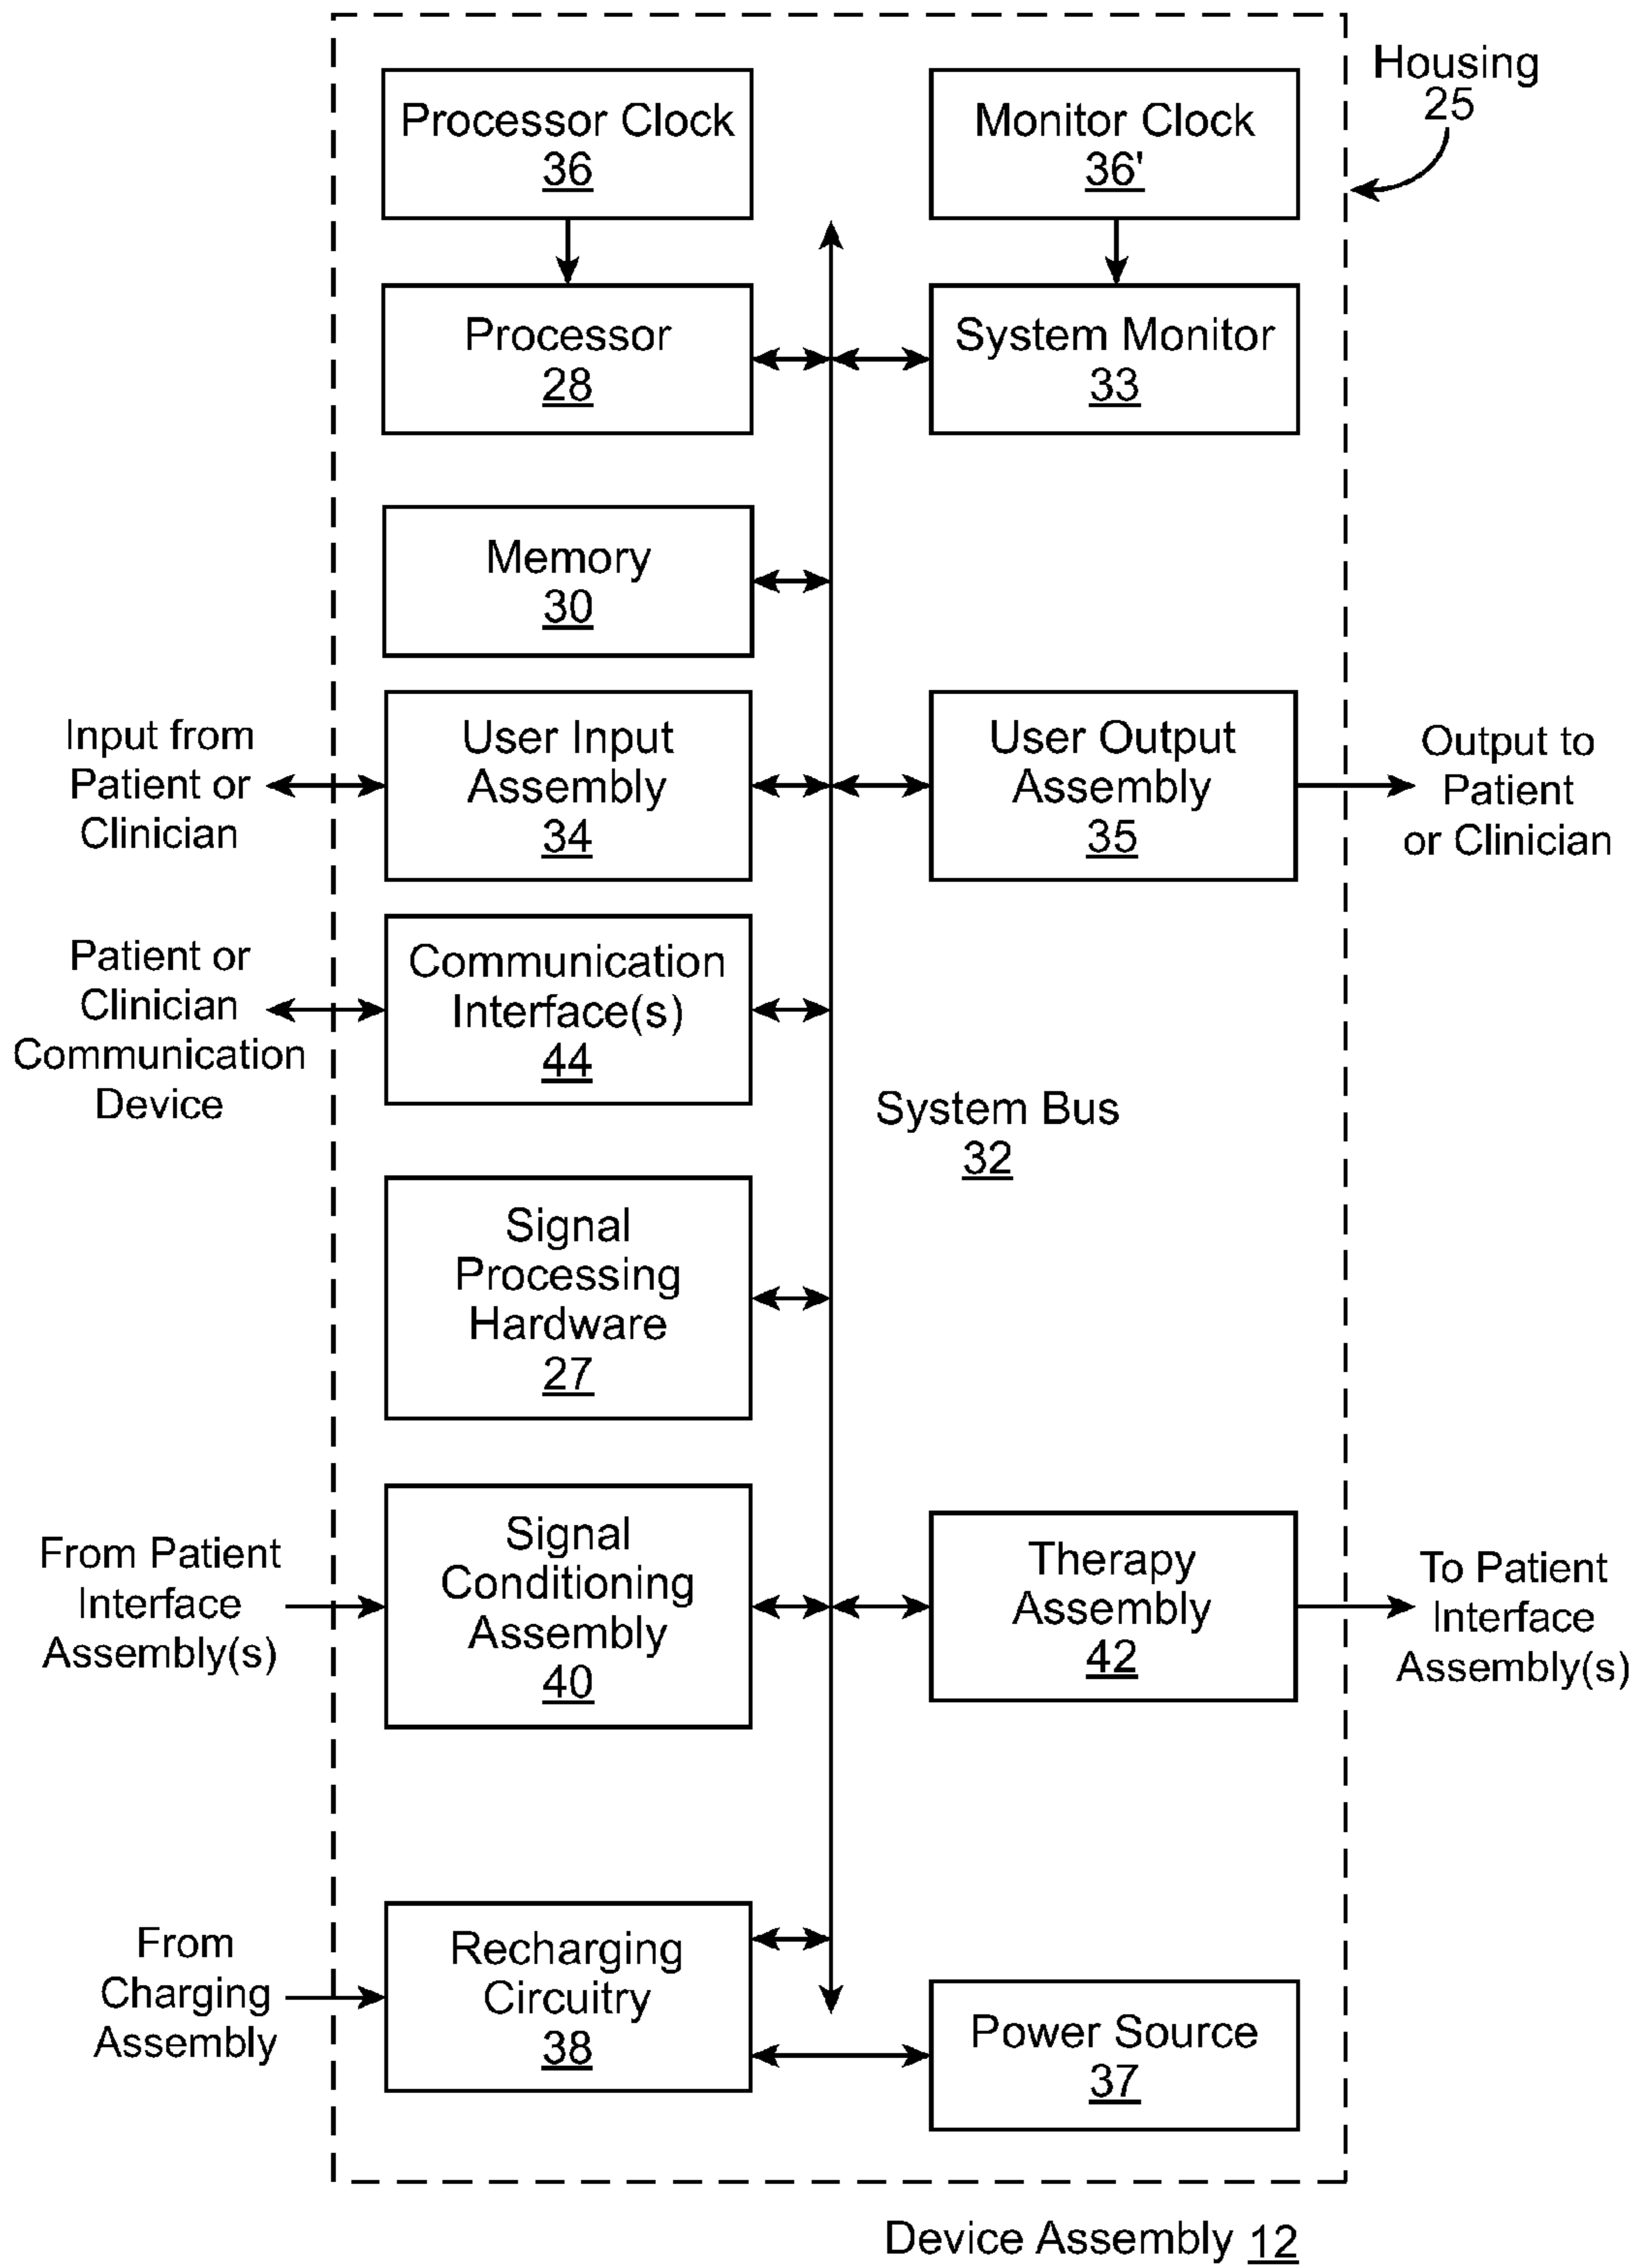 Housing
25
Processor Clock
36
Monitor Clock
36'
Processor
28
System Monitor
33
Memory
30
Input from
Patient or
Clinician
User Input
Assembly
34
User Output
Assembly
35
Output to
Patient
or Clinician
Patient or
Clinician
Communication
Device
Communication
Interface(s)
44
System Bus
32
Signal
Processing
Hardware
27
From Patient
Interface
Assembly(s)
Signal
Conditioning
Assembly
40
Therapy
Assembly
42
To Patient
Interface
Assembly(s)
From
Charging
Assembly
Recharging
Circuitry
38
Power Source
37
Device Assembly 12